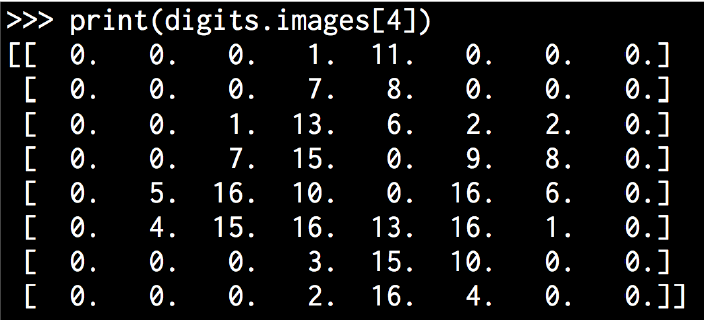 >>> print(digits.images[4])
[[ 0. 0. 0. 1. 11. 0. 0. 0.]
[ 0. 0. 0. 7. 8. 0. 0. 0.]
[ 0. 0. 1. 13. 6. 2. 2. 0.]
[ 0. 0. 7. 15. 0. 9. 8. 0.]
[ 0. 5. 16. 10. 0. 16. 6. 0.]
[ 0. 4. 15. 16. 13. 16. 1. 0.]
[ 0. 0. 0. 3. 15. 10. 0. 0.]
[ 0. 0. 0. 2. 16. 4. 0. 0.]]